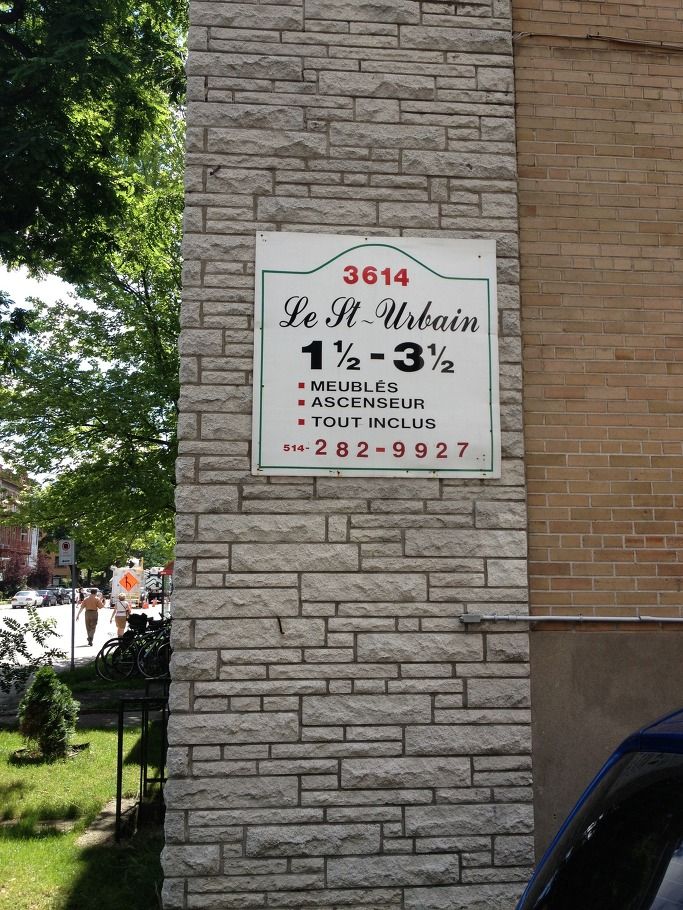 3614
Le St-Urbain
1½-3½
MEUBLÉS
ASCENSEUR
TOUT INCLUS
514-282-9927